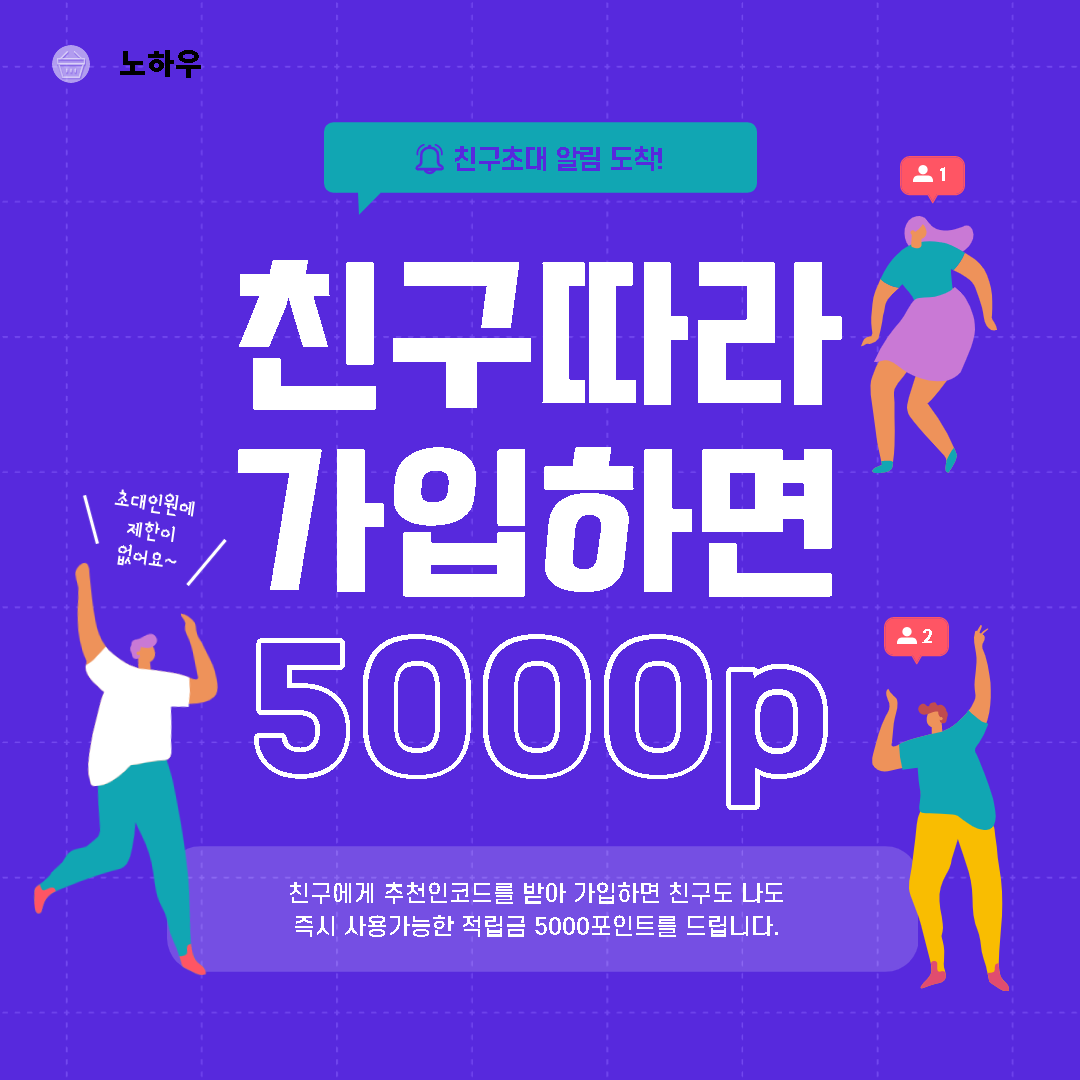 노하우
친구초대 알림 도착!
1
친구따라
가입하면
5000p
초대인원에
제한이
없어요~
2
친구에게 추천인코드를 받아 가입하면 친구도 나도
즉시 사용가능한 적립금 5000포인트를 드립니다.